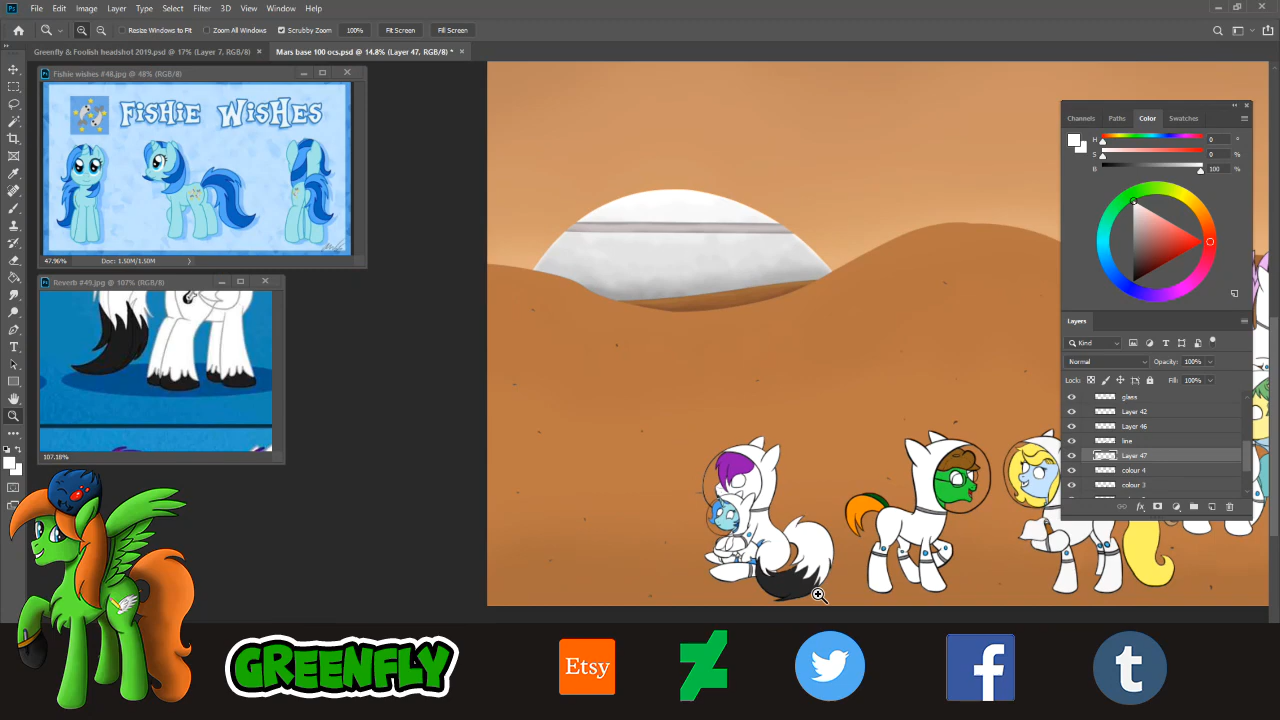 File Edit Image Layer Type Select Filter 3D View Window Help
Resize Windows to Fit Zoom All Windows Scrubby Zoom 100% Fit Screen Fill Screen
Greenfly & Foolish headshot 2019.psd @ 17% (Layer 7, RGB/8) × Mars base 100 ocs.psd @ 14.8% (Layer 47, RGB/8) * ×
Fishie wishes #48.jpg @ 48% (RGB/8)
FiSHiE WiSHES
47.96% Doc: 1.50M/1.50M
Reverb #49.jpg @ 107% (RGB/8)
107.18%
Channels Paths Color Swatches
H 0 °
S 0 %
B 100 %
Layers
Kind
Normal Opacity: 100%
Lock: Fill: 100%
glass
Layer 42
Layer 46
line
Layer 47
colour 4
colour 3
GREENFLY
Etsy
f
t